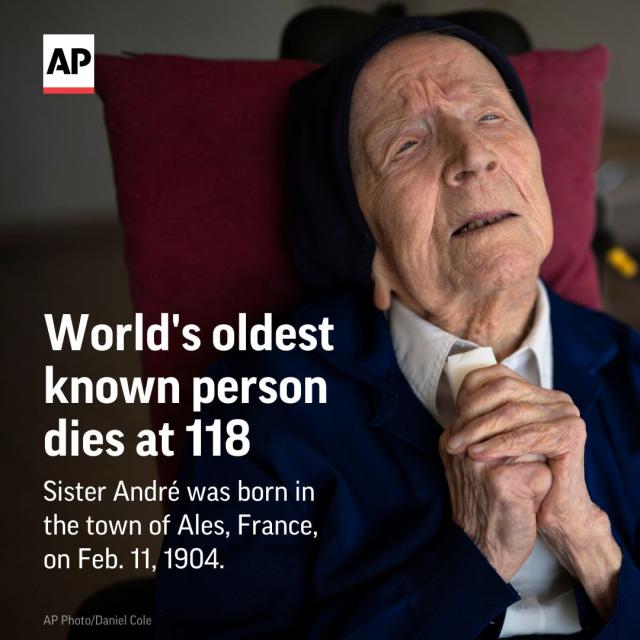 AP
World's oldest
known person
dies at 118
Sister André was born in
the town of Ales, France,
on Feb. 11, 1904.
AP Photo/Daniel Cole